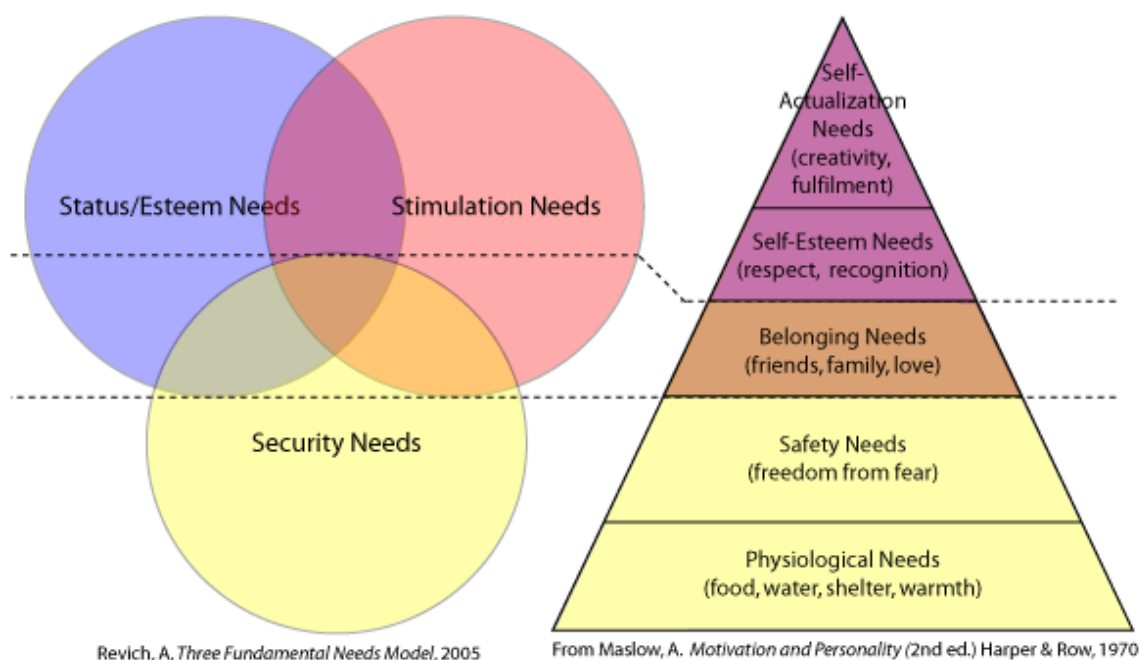 Status/Esteem Needs
Stimulation Needs
Security Needs
Revich, A. Three Fundamental Needs Model, 2005
Self-
Actualization
Needs
(creativity,
fulfilment)
Self-Esteem Needs
(respect, recognition)
Belonging Needs
(friends, family, love)
Safety Needs
(freedom from fear)
Physiological Needs
(food, water, shelter, warmth)
From Maslow, A. Motivation and Personality (2nd ed.) Harper & Row, 1970